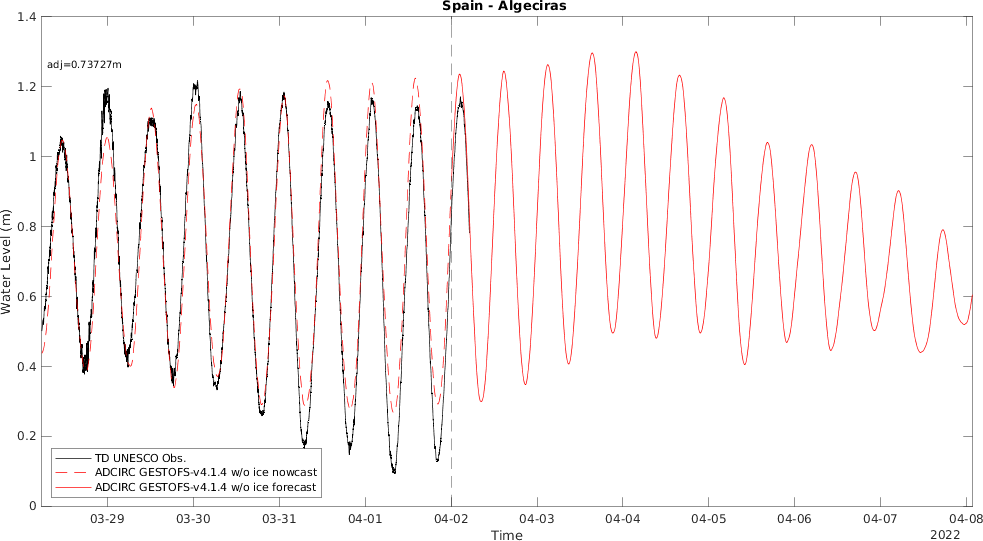 Spain - Algeciras
1.4
adj=0.73727m
1.2
1
0.8
0.6
0.4
0.2
0
Water Level (m)
TD UNESCO Obs.
ADCIRC GESTOFS-v4.1.4 w/o ice nowcast
ADCIRC GESTOFS-v4.1.4 w/o ice forecast
03-29 03-30 03-31 04-01 04-02 04-03 04-04 04-05 04-06 04-07 04-08
Time
2022